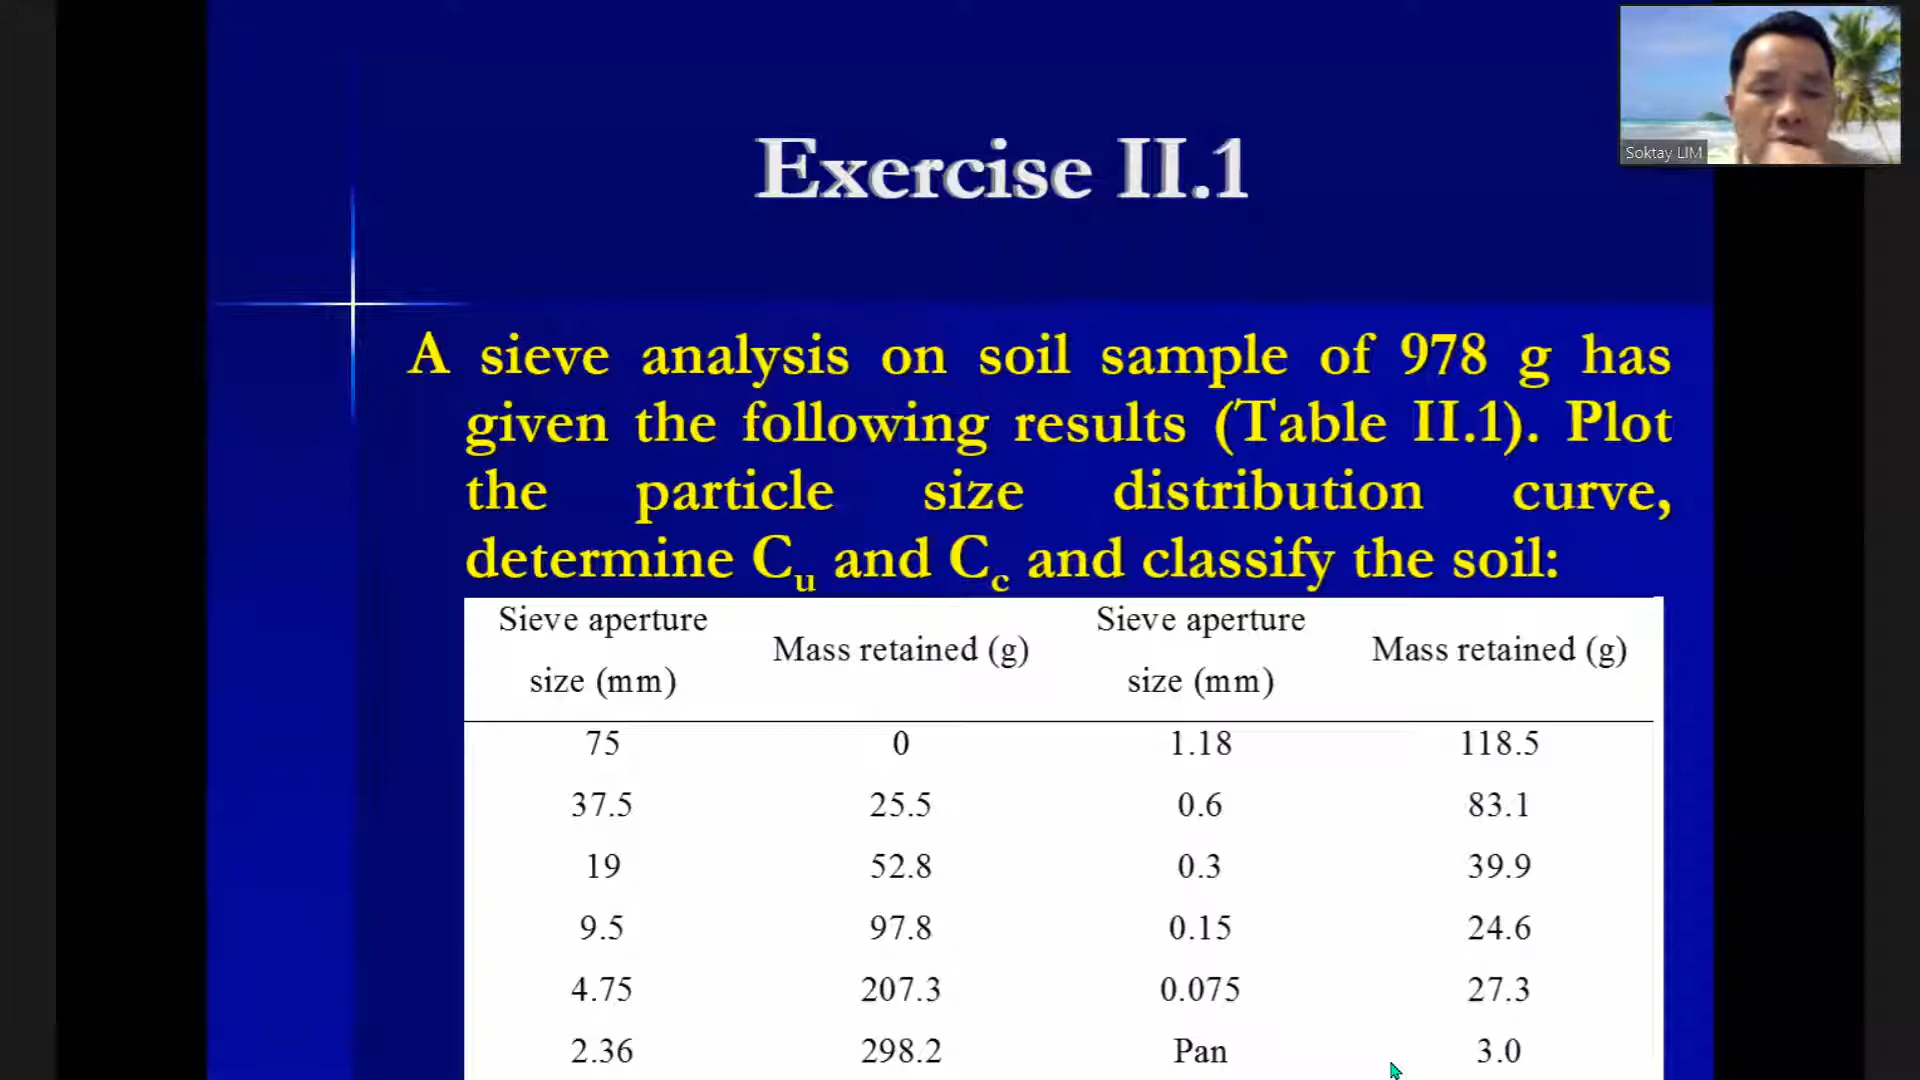 Soktay LIM
Exercise II.1
A sieve analysis on soil sample of 978 g has
given the following results (Table II.1). Plot
the particle size distribution curve,
determine Cu and Cc and classify the soil:
Sieve aperture size (mm) Mass retained (g) Sieve aperture size (mm) Mass retained (g)
75 0 1.18 118.5
37.5 25.5 0.6 83.1
19 52.8 0.3 39.9
9.5 97.8 0.15 24.6
4.75 207.3 0.075 27.3
2.36 298.2 Pan 3.0